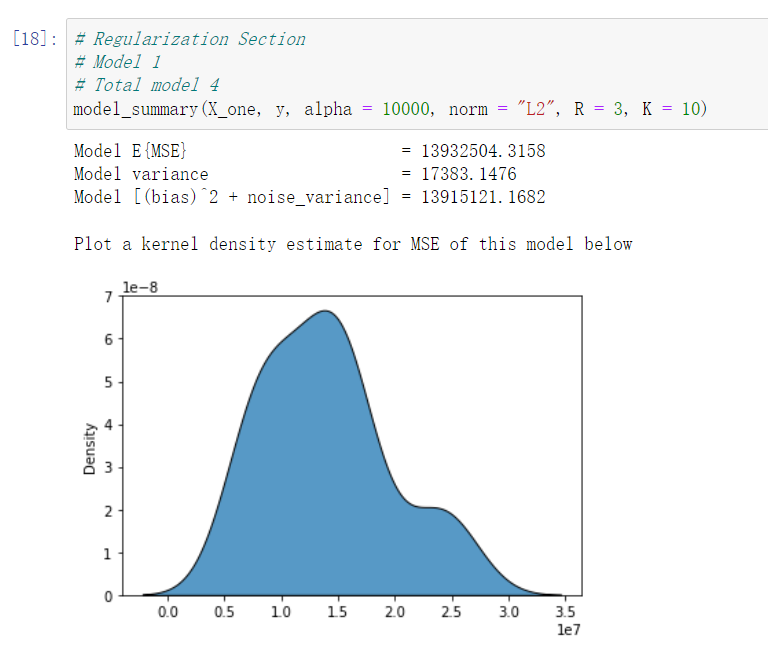 [18]: # Regularization Section
# Model 1
# Total model 4
model_summary(X_one, y, alpha = 10000, norm = "L2", R = 3, K = 10)
Model E{MSE} = 13932504.3158
Model variance = 17383.1476
Model [(bias)^2 + noise_variance] = 13915121.1682
Plot a kernel density estimate for MSE of this model below
1e−8
7
6
5
4
3
2
1
0
Density
0.0 0.5 1.0 1.5 2.0 2.5 3.0 3.5
1e7